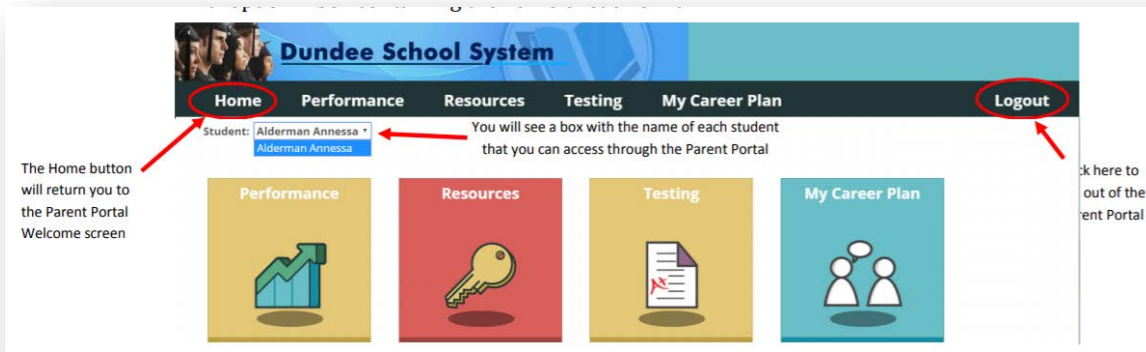 Dundee School System
Home Performance Resources Testing My Career Plan Logout
Student: Alderman Annessa
Alderman Annessa
You will see a box with the name of each student
that you can access through the Parent Portal
The Home button
will return you to
the Parent Portal
Welcome screen
here to
out of the
Portal
Performance
Resources
Testing
My Career Plan
A+